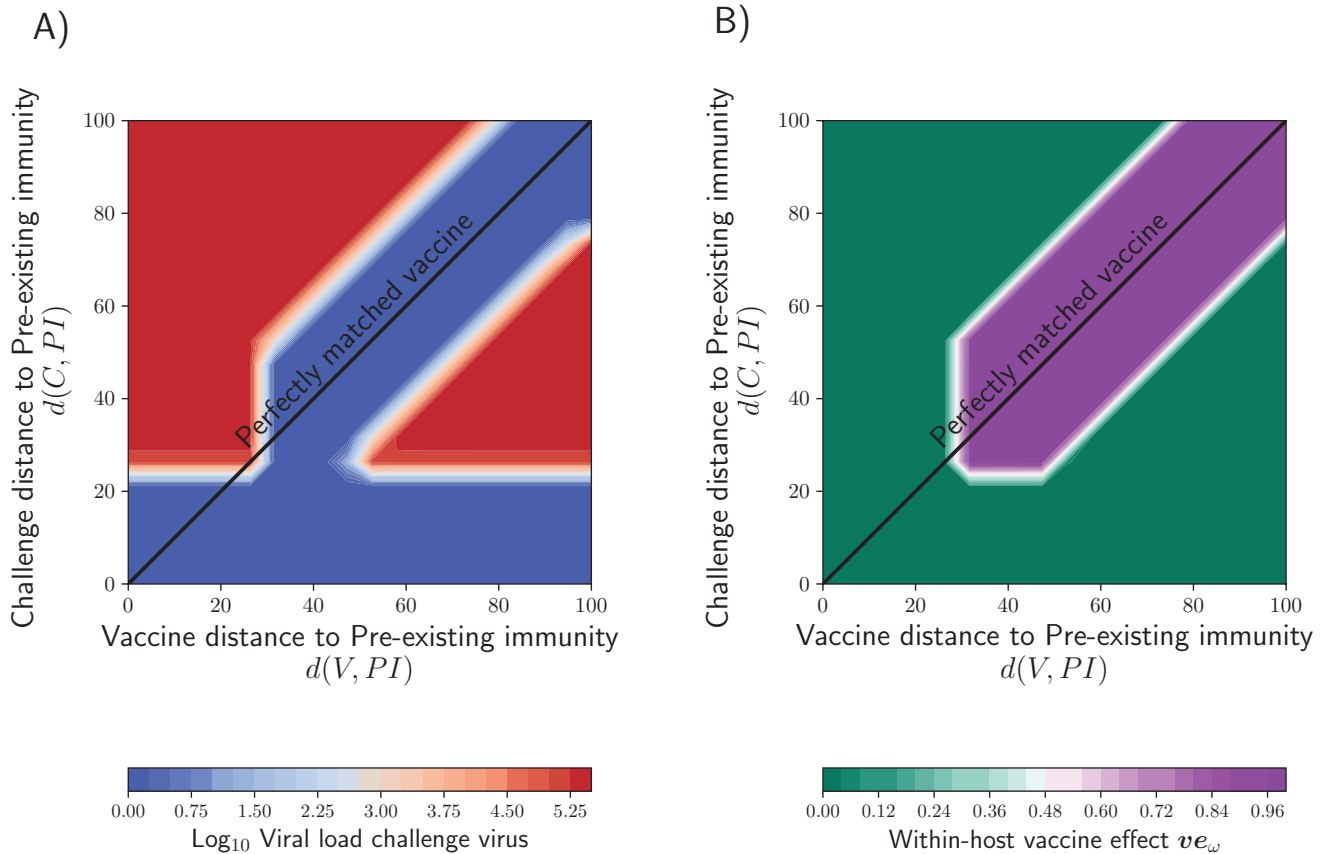 A)
Challenge distance to Pre-existing immunity
d(C, PI)
100
80
60
40
20
0
Perfectly matched vaccine
0 20 40 60 80 100
Vaccine distance to Pre-existing immunity
d(V, PI)
0.00 0.75 1.50 2.25 3.00 3.75 4.50 5.25
Log₁₀ Viral load challenge virus
B)
Challenge distance to Pre-existing immunity
d(C, PI)
100
80
60
40
20
0
Perfectly matched vaccine
0 20 40 60 80 100
Vaccine distance to Pre-existing immunity
d(V, PI)
0.00 0.12 0.24 0.36 0.48 0.60 0.72 0.84 0.96
Within-host vaccine effect ve_ω